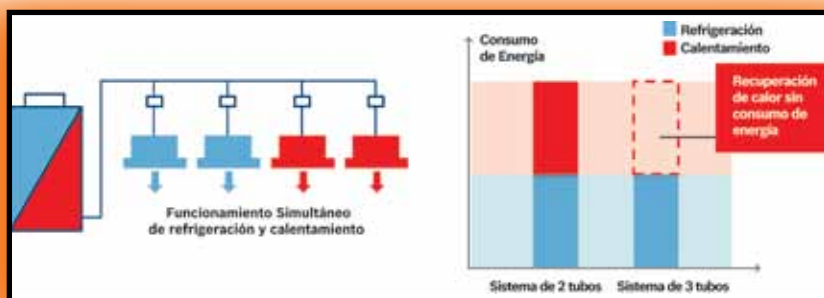 Funcionamiento Simultáneo
de refrigeración y calentamiento
Consumo
de Energía
Refrigeración
Calentamiento
Recuperación
de calor sin
consumo de
energía
Sistema de 2 tubos
Sistema de 3 tubos